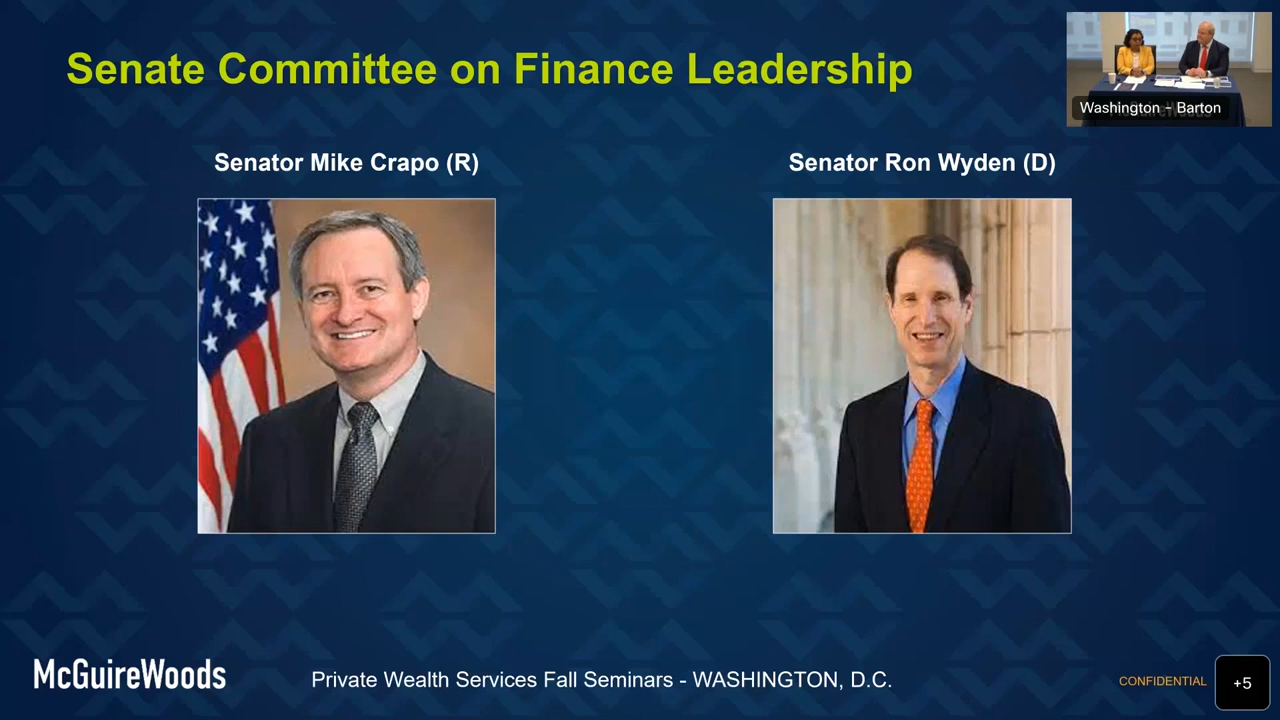 Senate Committee on Finance Leadership
Washington - Barton
Senator Mike Crapo (R)
Senator Ron Wyden (D)
McGuireWoods
Private Wealth Services Fall Seminars - WASHINGTON, D.C.
CONFIDENTIAL
+5